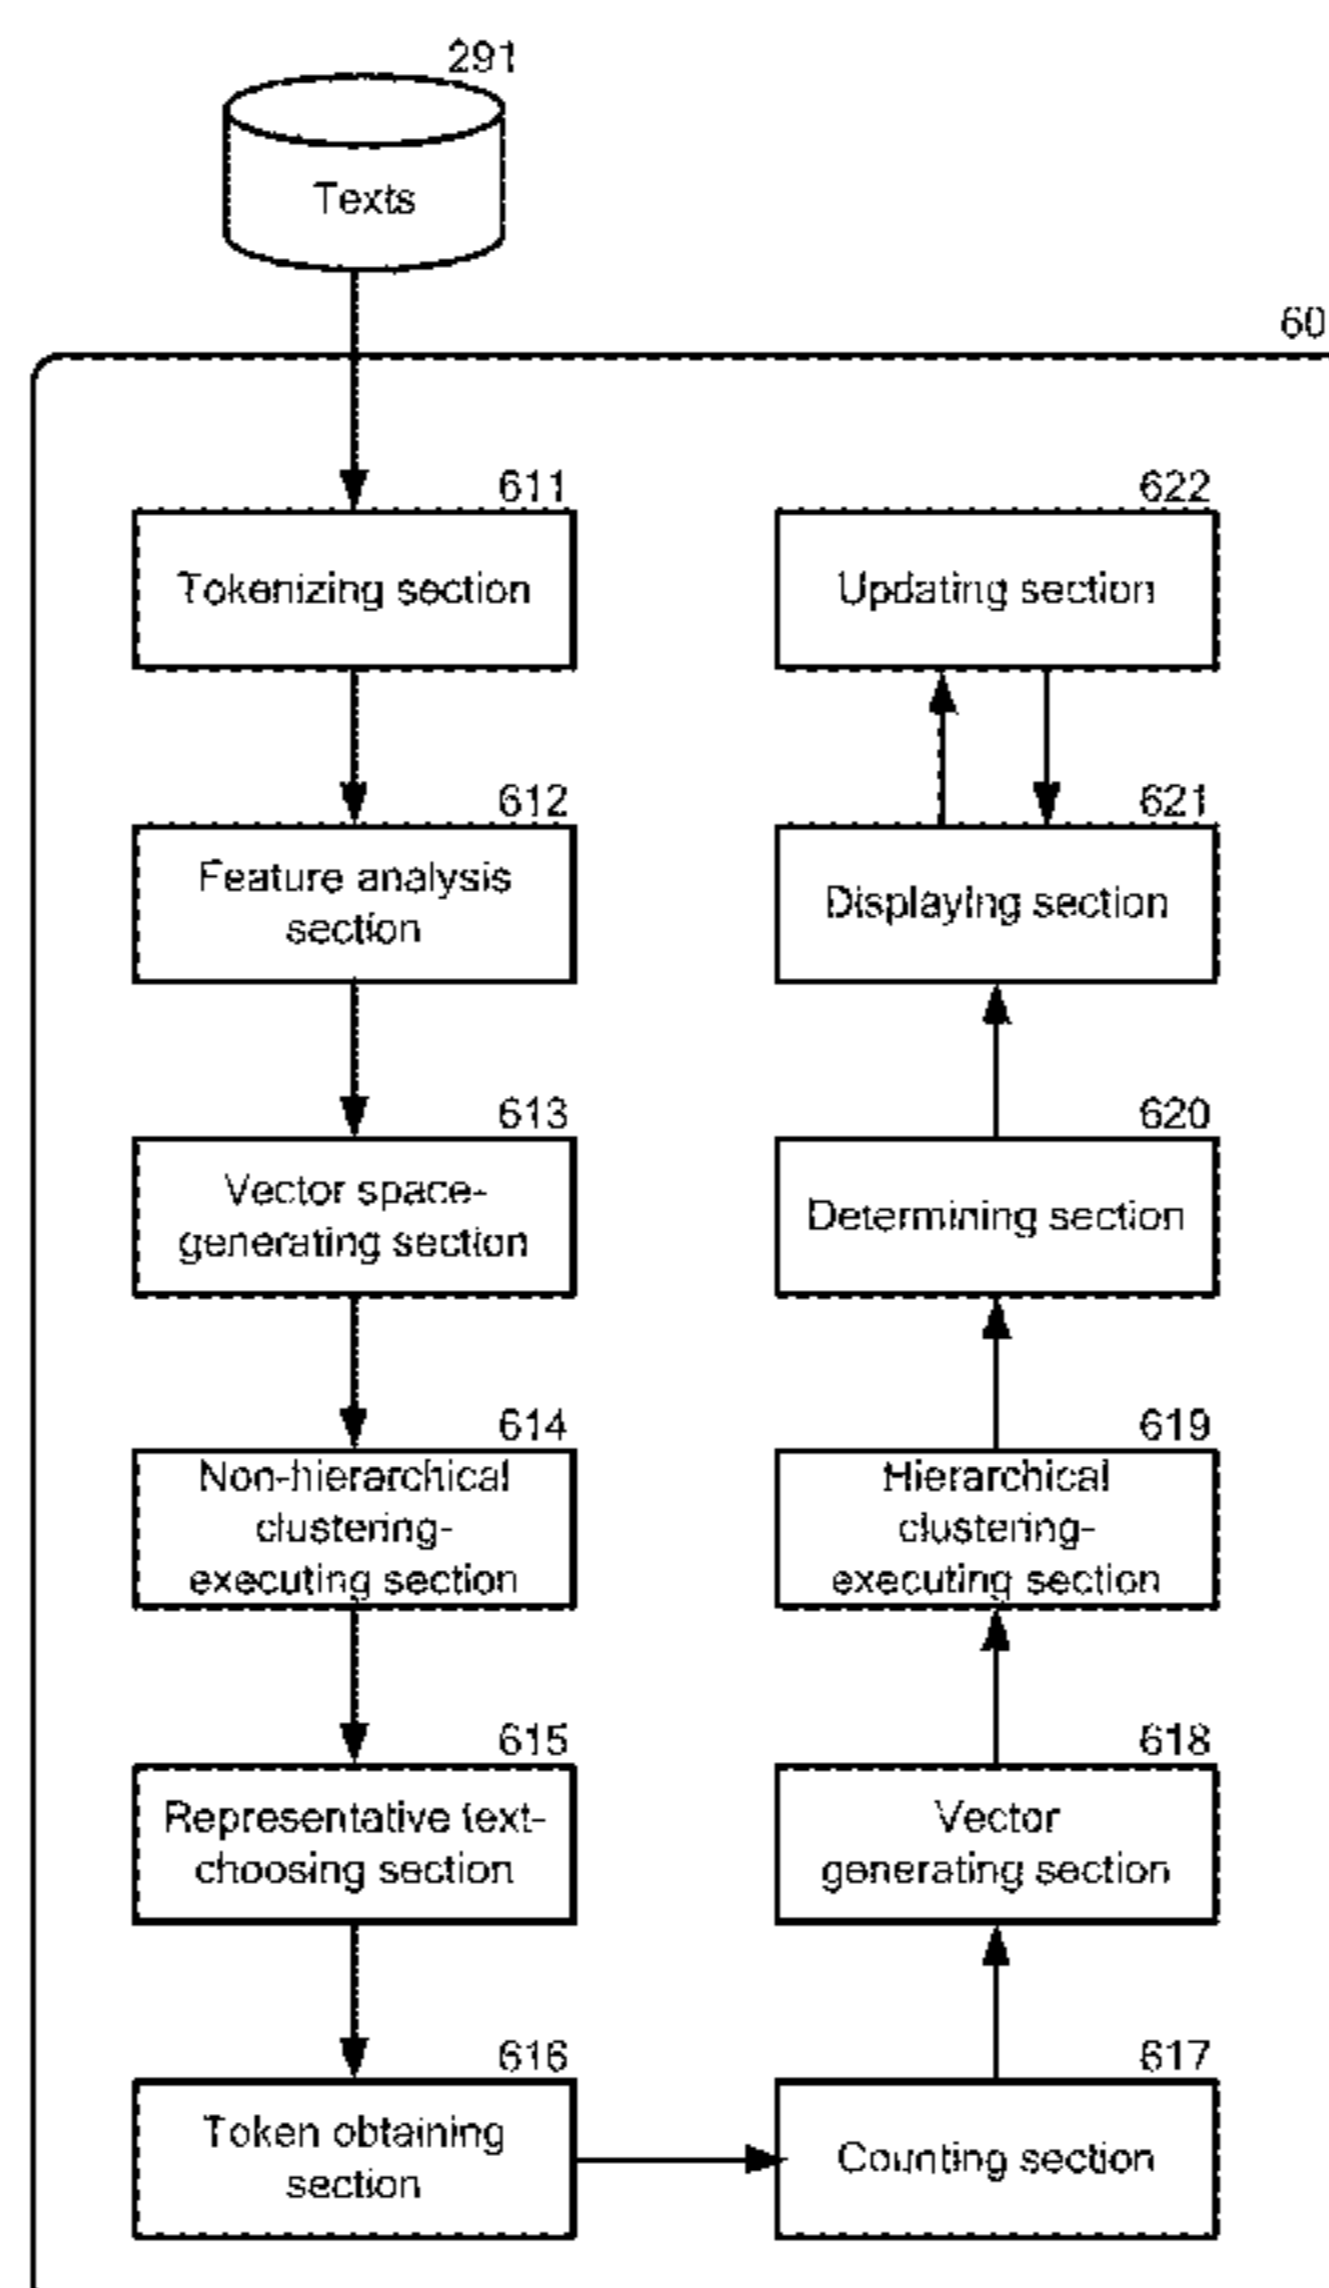 291
Texts
60
611
Tokenizing section
612
Feature analysis
section
613
Vector space-
generating section
614
Non-hierarchical
clustering-
executing section
615
Representative text-
choosing section
616
Token obtaining
section
622
Updating section
621
Displaying section
620
Determining section
619
Hierarchical
clustering-
executing section
618
Vector
generating section
617
Counting section